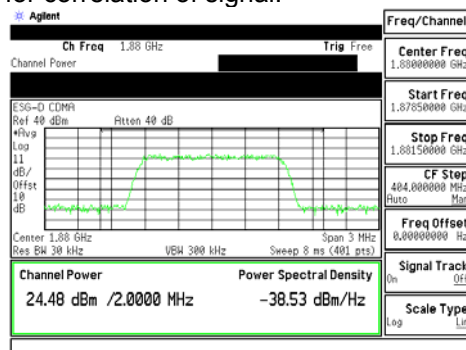 for correlation of signal.
Agilent
Freq/Channel
Ch Freq 1.88 GHz Trig Free
Channel Power
Center Freq
1.88000000 GHz
Start Freq
1.87850000 GHz
ESG-D CDMA
Ref 40 dBm Atten 40 dB
#Avg
Log
11
dB/
Offst
10
dB
Stop Freq
1.88150000 GHz
CF Step
404.000000 MHz
Auto Man
Freq Offset
0.00000000 Hz
Center 1.88 GHz Span 3 MHz
Res BW 30 kHz VBW 300 kHz Sweep 8 ms (401 pts)
Signal Track
On Off
Channel Power Power Spectral Density
24.48 dBm /2.0000 MHz -38.53 dBm/Hz
Scale Type
Log Lin